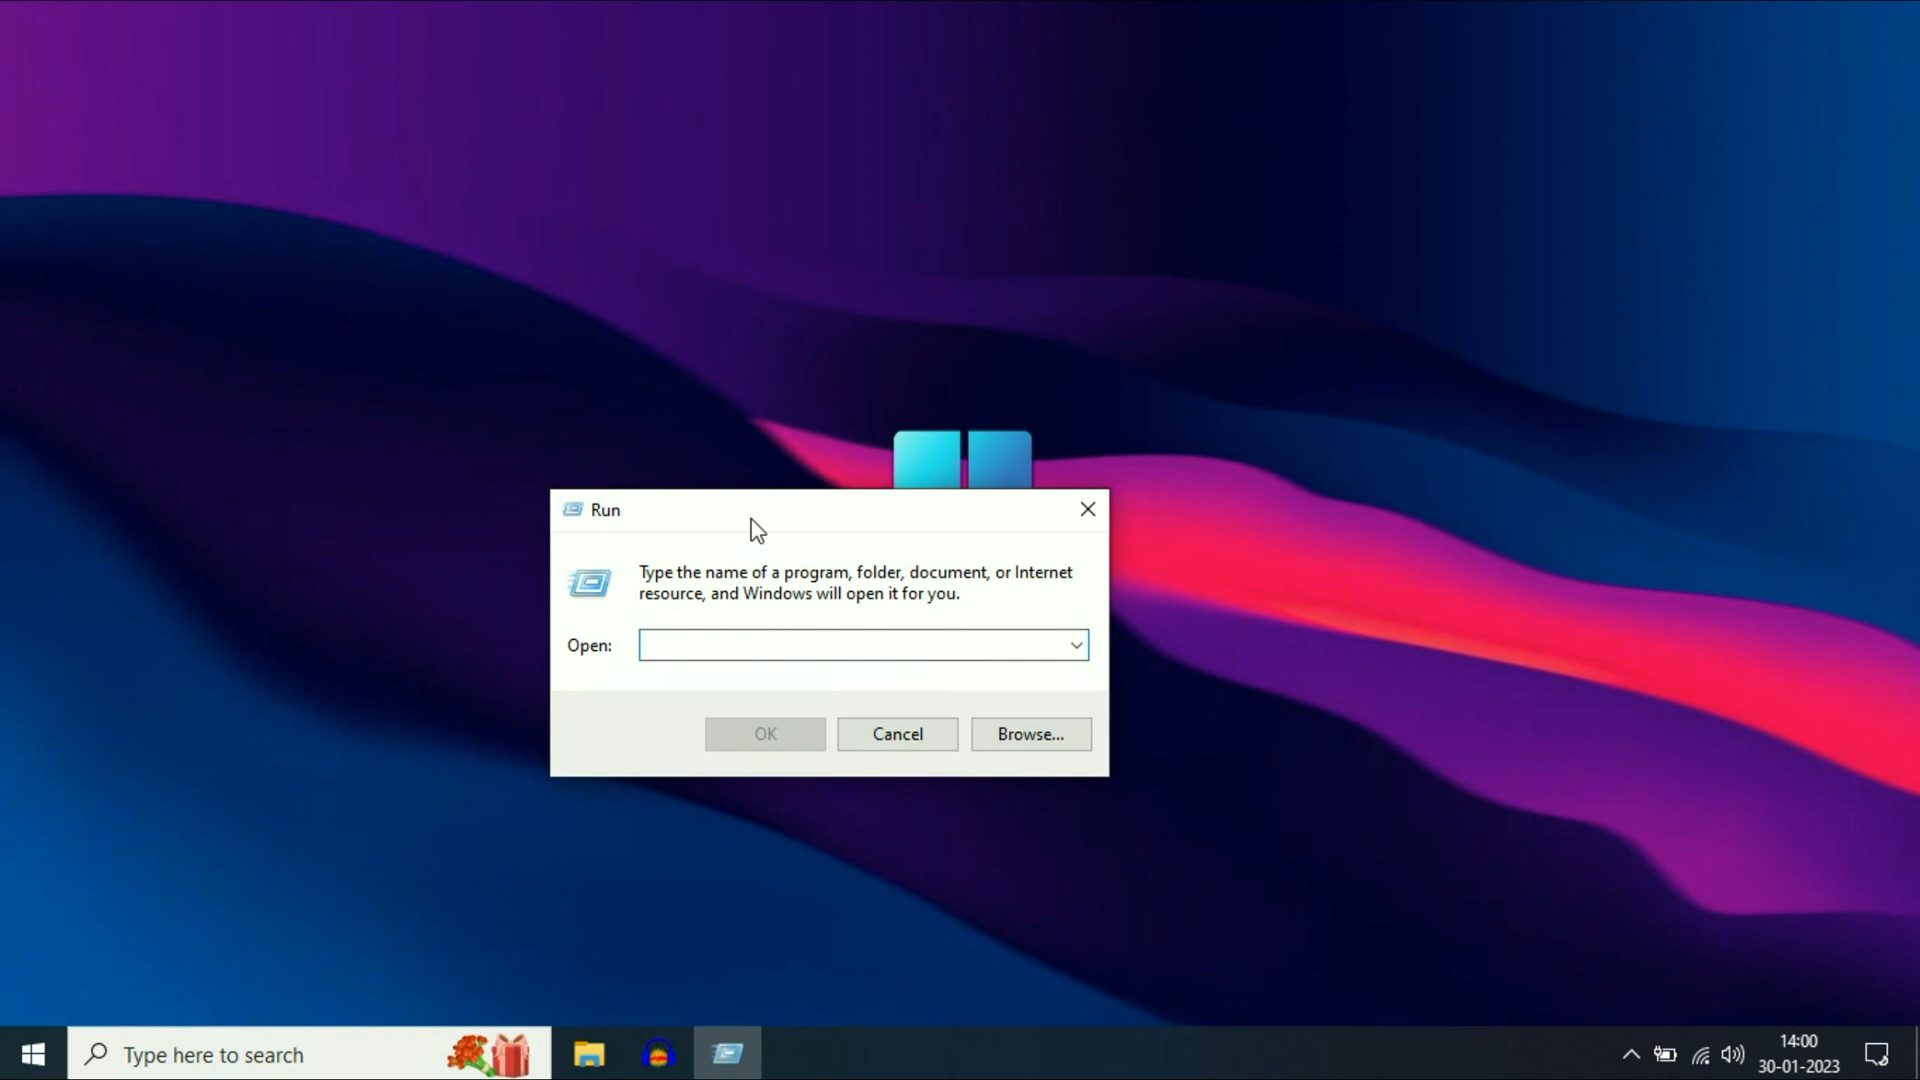 Run
Type the name of a program, folder, document, or Internet
resource, and Windows will open it for you.
Open:
OK
Cancel
Browse...
Type here to search
14:00
30-01-2023